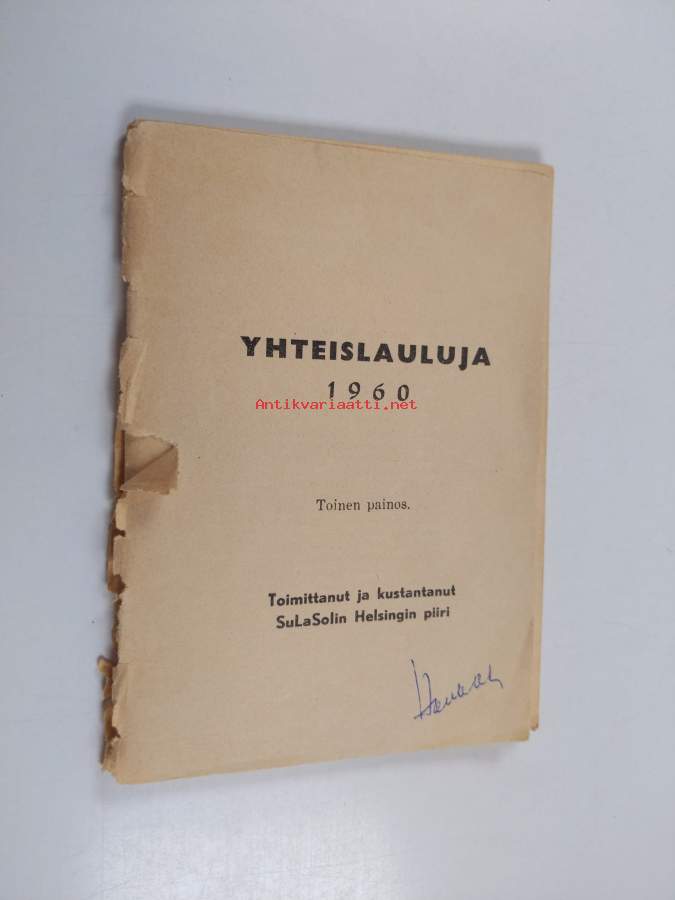 YHTEISLAULUJA
1960
Antikvariaatti.net
Toinen painos.
Toimittanut ja kustantanut
SuLaSolin Helsingin piiri